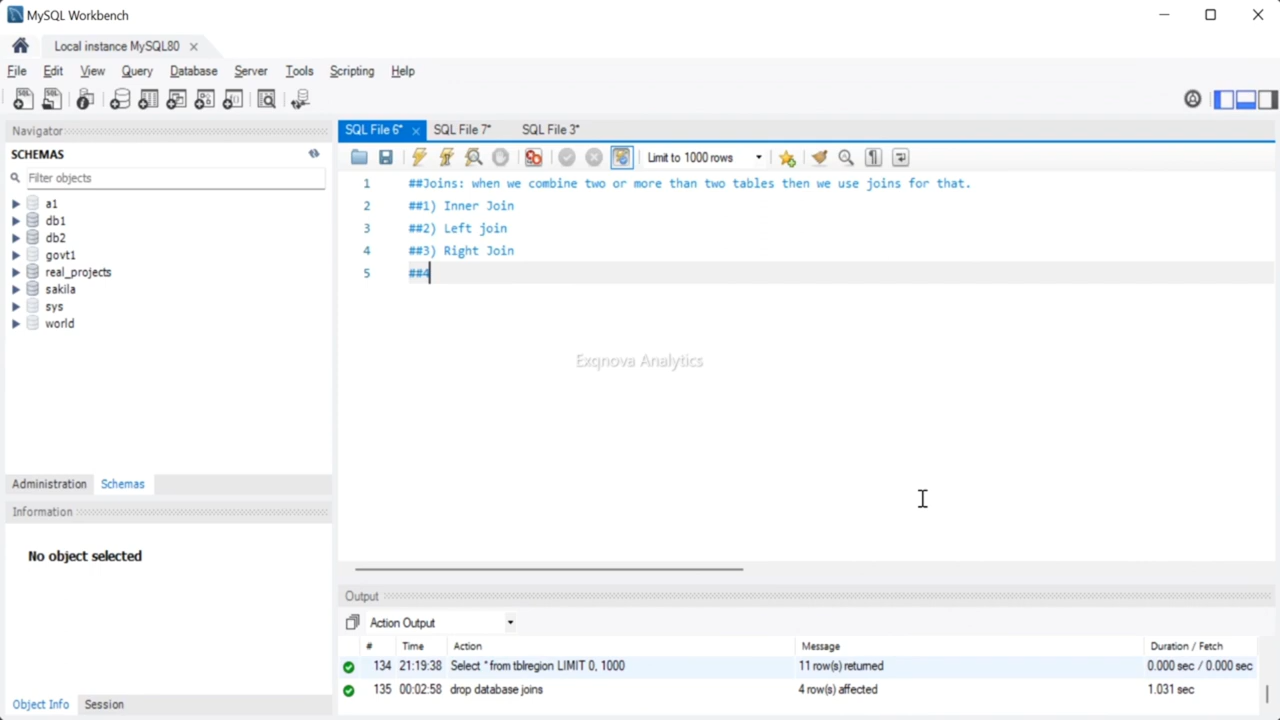 MySQL Workbench
Local instance MySQL80
File Edit View Query Database Server Tools Scripting Help
Navigator
SCHEMAS
Filter objects
a1
db1
db2
govt1
real_projects
sakila
sys
world
Administration Schemas
Information
No object selected
Object Info Session
SQL File 6* SQL File 7* SQL File 3*
Limit to 1000 rows
1 ##Joins: when we combine two or more than two tables then we use joins for that.
2 ##1) Inner Join
3 ##2) Left join
4 ##3) Right Join
5 ##4
Exqnova Analytics
Output
Action Output
# Time Action Message Duration / Fetch
134 21:19:38 Select * from tblregion LIMIT 0, 1000 11 row(s) returned 0.000 sec / 0.000 sec
135 00:02:58 drop database joins 4 row(s) affected 1.031 sec